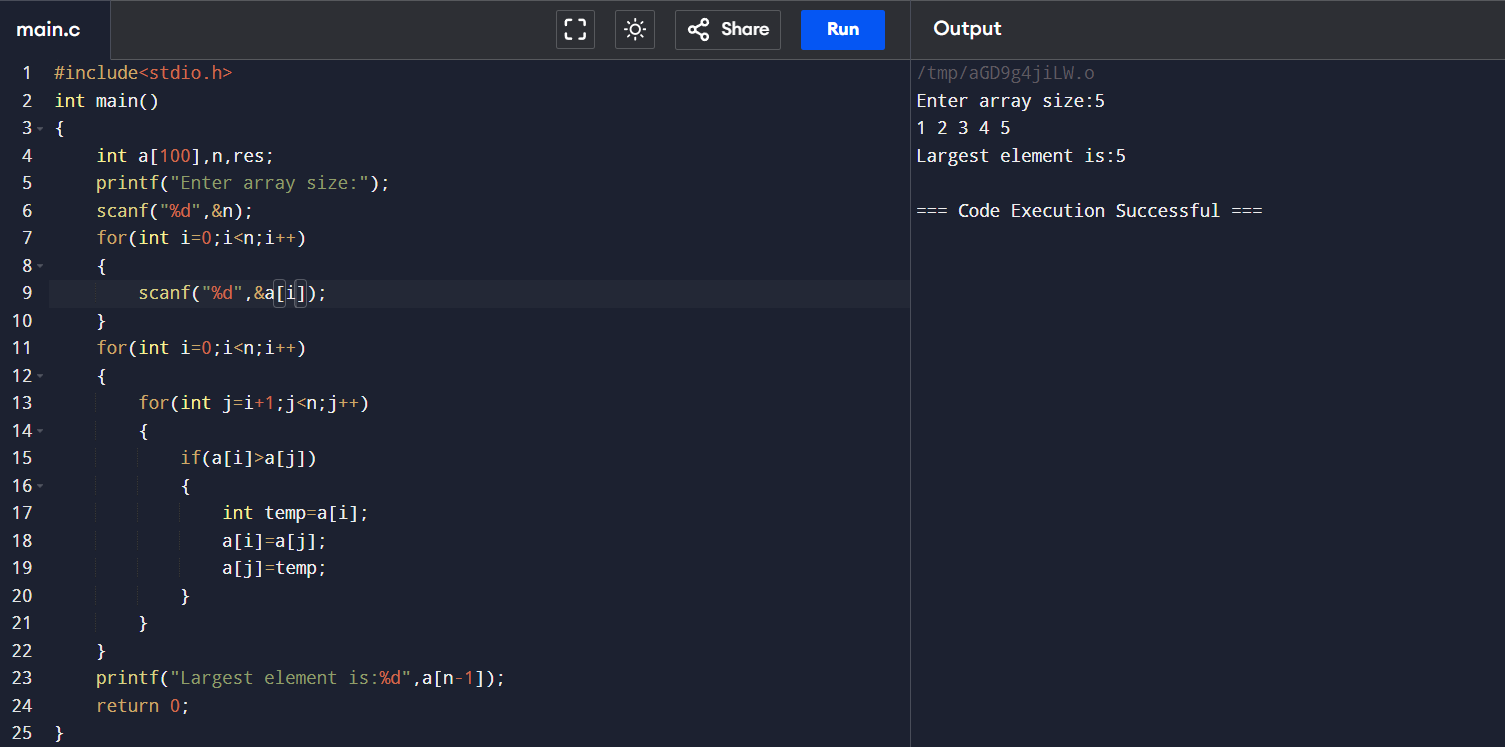 main.c
Share
Run
Output
1 #include<stdio.h>
2 int main()
3 {
4     int a[100],n,res;
5     printf("Enter array size:");
6     scanf("%d",&n);
7     for(int i=0;i<n;i++)
8     {
9         scanf("%d",&a[i]);
10     }
11     for(int i=0;i<n;i++)
12     {
13         for(int j=i+1;j<n;j++)
14         {
15             if(a[i]>a[j])
16             {
17                 int temp=a[i];
18                 a[i]=a[j];
19                 a[j]=temp;
20             }
21         }
22     }
23     printf("Largest element is:%d",a[n-1]);
24     return 0;
25 }
/tmp/aGD9g4jiLW.o
Enter array size:5
1 2 3 4 5
Largest element is:5
=== Code Execution Successful ===